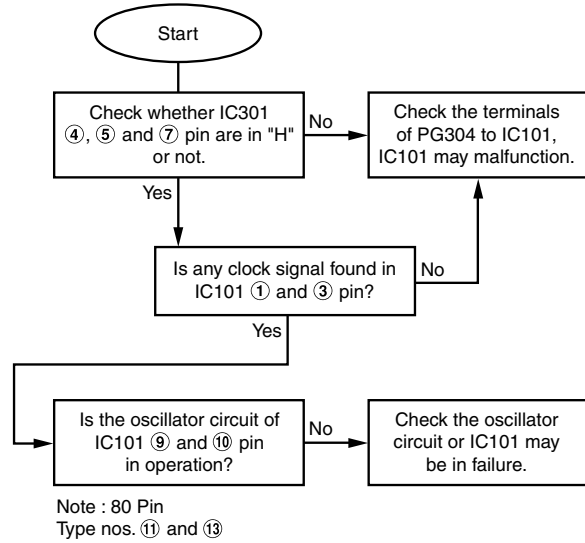 Start
Check whether IC301
④, ⑤ and ⑦ pin are in "H"
or not.
No
Check the terminals
of PG304 to IC101,
IC101 may malfunction.
Yes
Is any clock signal found in
IC101 ① and ③ pin?
No
Yes
Is the oscillator circuit of
IC101 ⑨ and ⑩ pin
in operation?
No
Check the oscillator
circuit or IC101 may
be in failure.
Note : 80 Pin
Type nos. ⑪ and ⑬